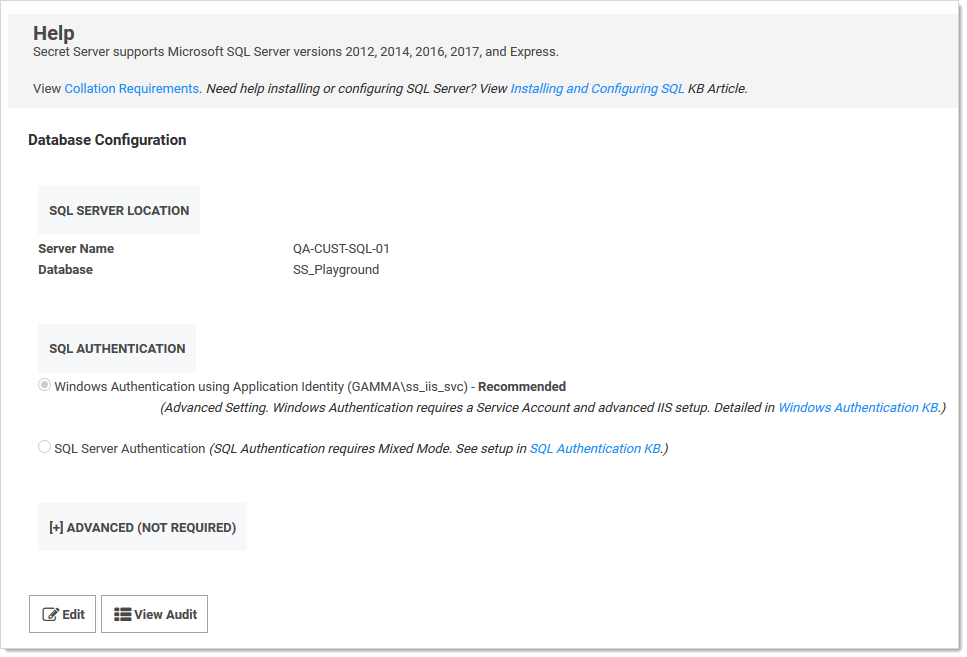 Help
Secret Server supports Microsoft SQL Server versions 2012, 2014, 2016, 2017, and Express.
View Collation Requirements. Need help installing or configuring SQL Server? View Installing and Configuring SQL KB Article.
Database Configuration
SQL SERVER LOCATION
Server Name QA-CUST-SQL-01
Database SS_Playground
SQL AUTHENTICATION
Windows Authentication using Application Identity (GAMMA\ss_iis_svc) - Recommended
(Advanced Setting. Windows Authentication requires a Service Account and advanced IIS setup. Detailed in Windows Authentication KB.)
SQL Server Authentication (SQL Authentication requires Mixed Mode. See setup in SQL Authentication KB.)
[+] ADVANCED (NOT REQUIRED)
Edit View Audit